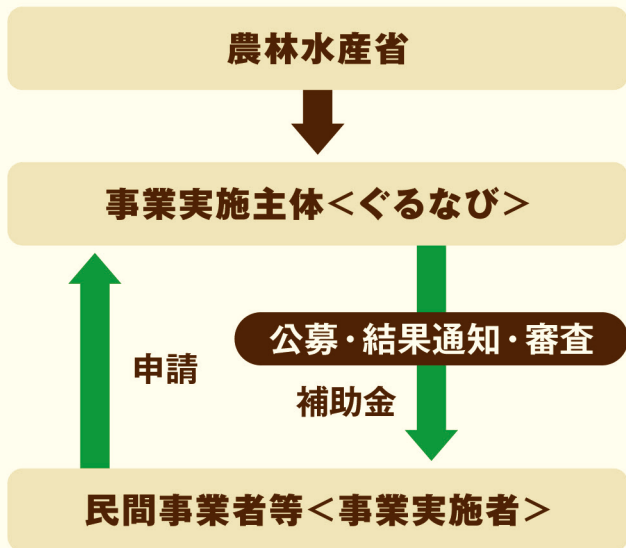 農林水産省
事業実施主体＜ぐるなび＞
公募・結果通知・審査
申請
補助金
民間事業者等＜事業実施者＞